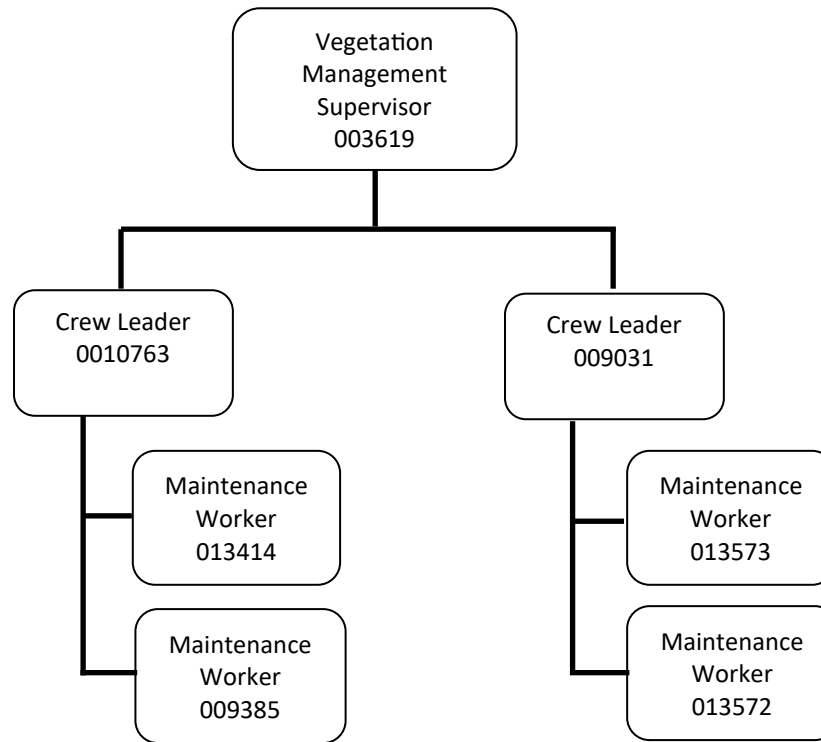 Vegetation
Management
Supervisor
003619
Crew Leader
0010763
Crew Leader
009031
Maintenance
Worker
013414
Maintenance
Worker
009385
Maintenance
Worker
013573
Maintenance
Worker
013572